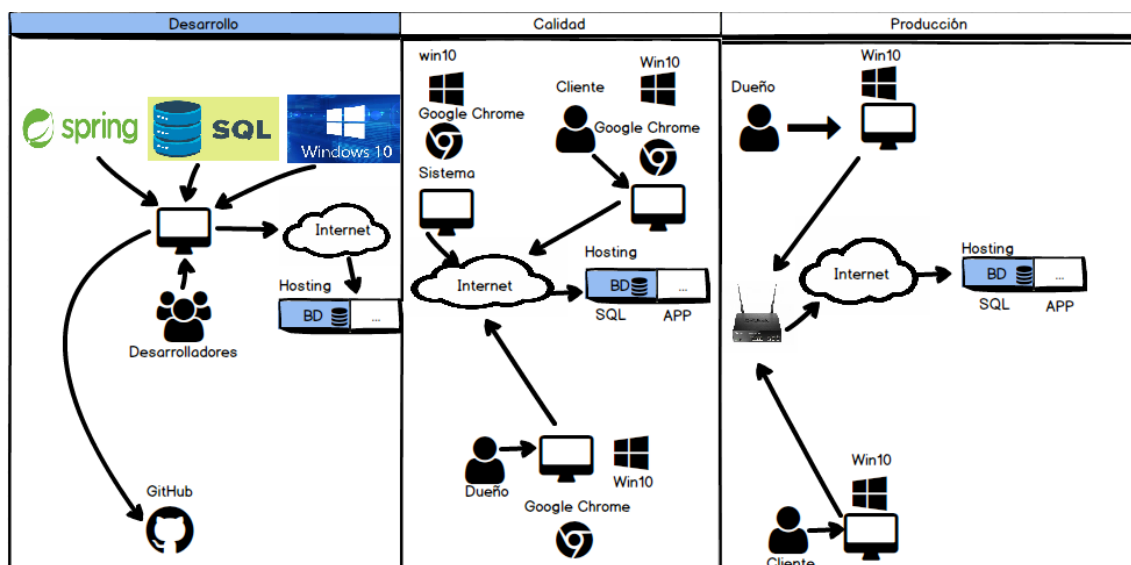 Desarrollo
spring
SQL
Windows 10
Internet
Hosting
BD
...
Desarrolladores
GitHub
Calidad
win10
Google Chrome
Sistema
Cliente
Win10
Google Chrome
Internet
Hosting
BD
...
SQL
APP
Dueño
Win10
Google Chrome
Producción
Dueño
Win10
Internet
Hosting
BD
...
SQL
APP
Win10
Cliente